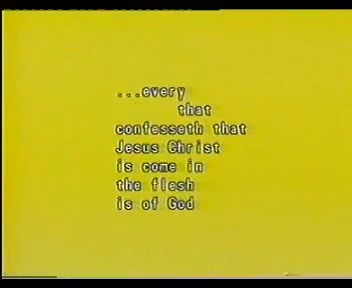 ...every
that
confesseth that
Jesus Christ
is come in
the flesh
is of God